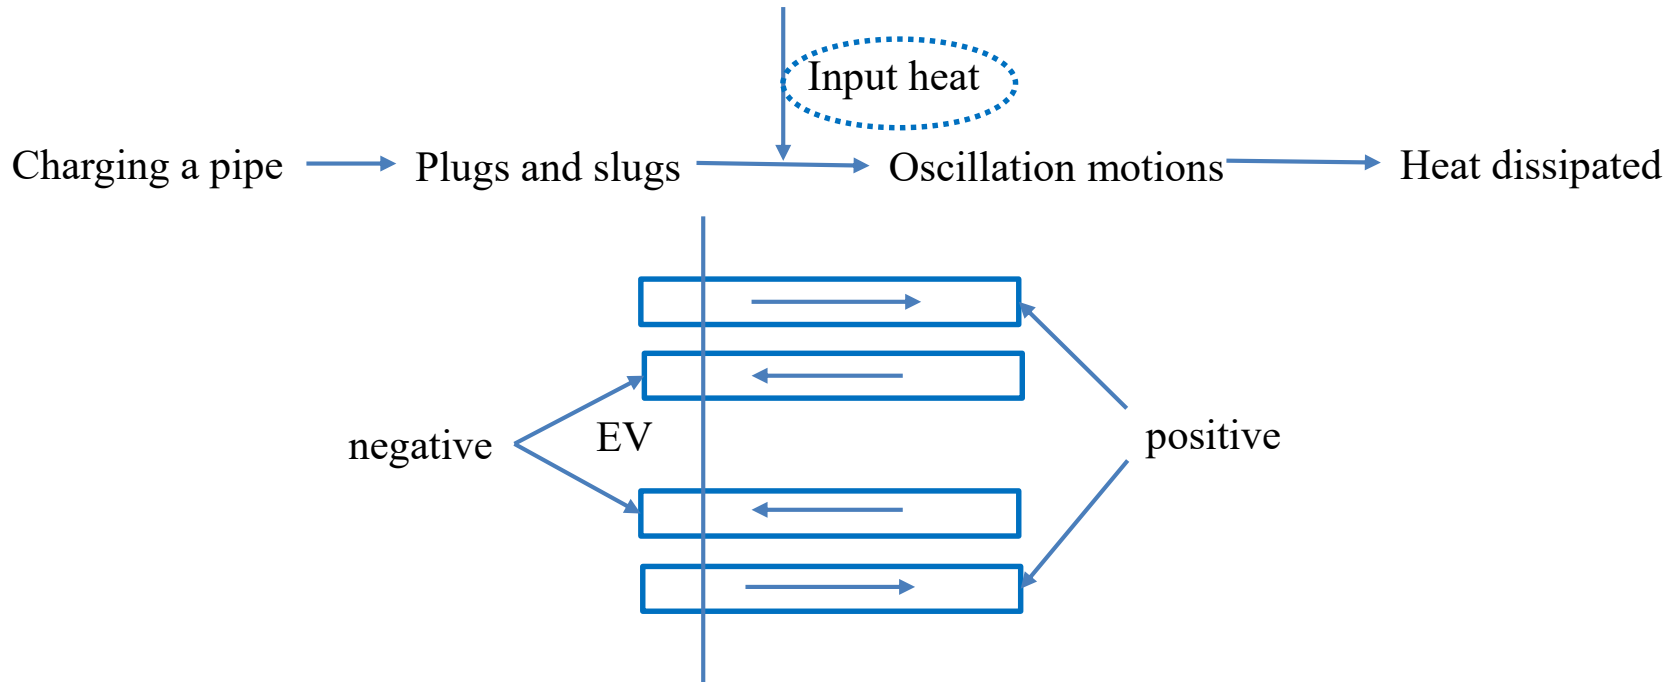 Input heat
Charging a pipe
Plugs and slugs
Oscillation motions
Heat dissipated
negative
EV
positive